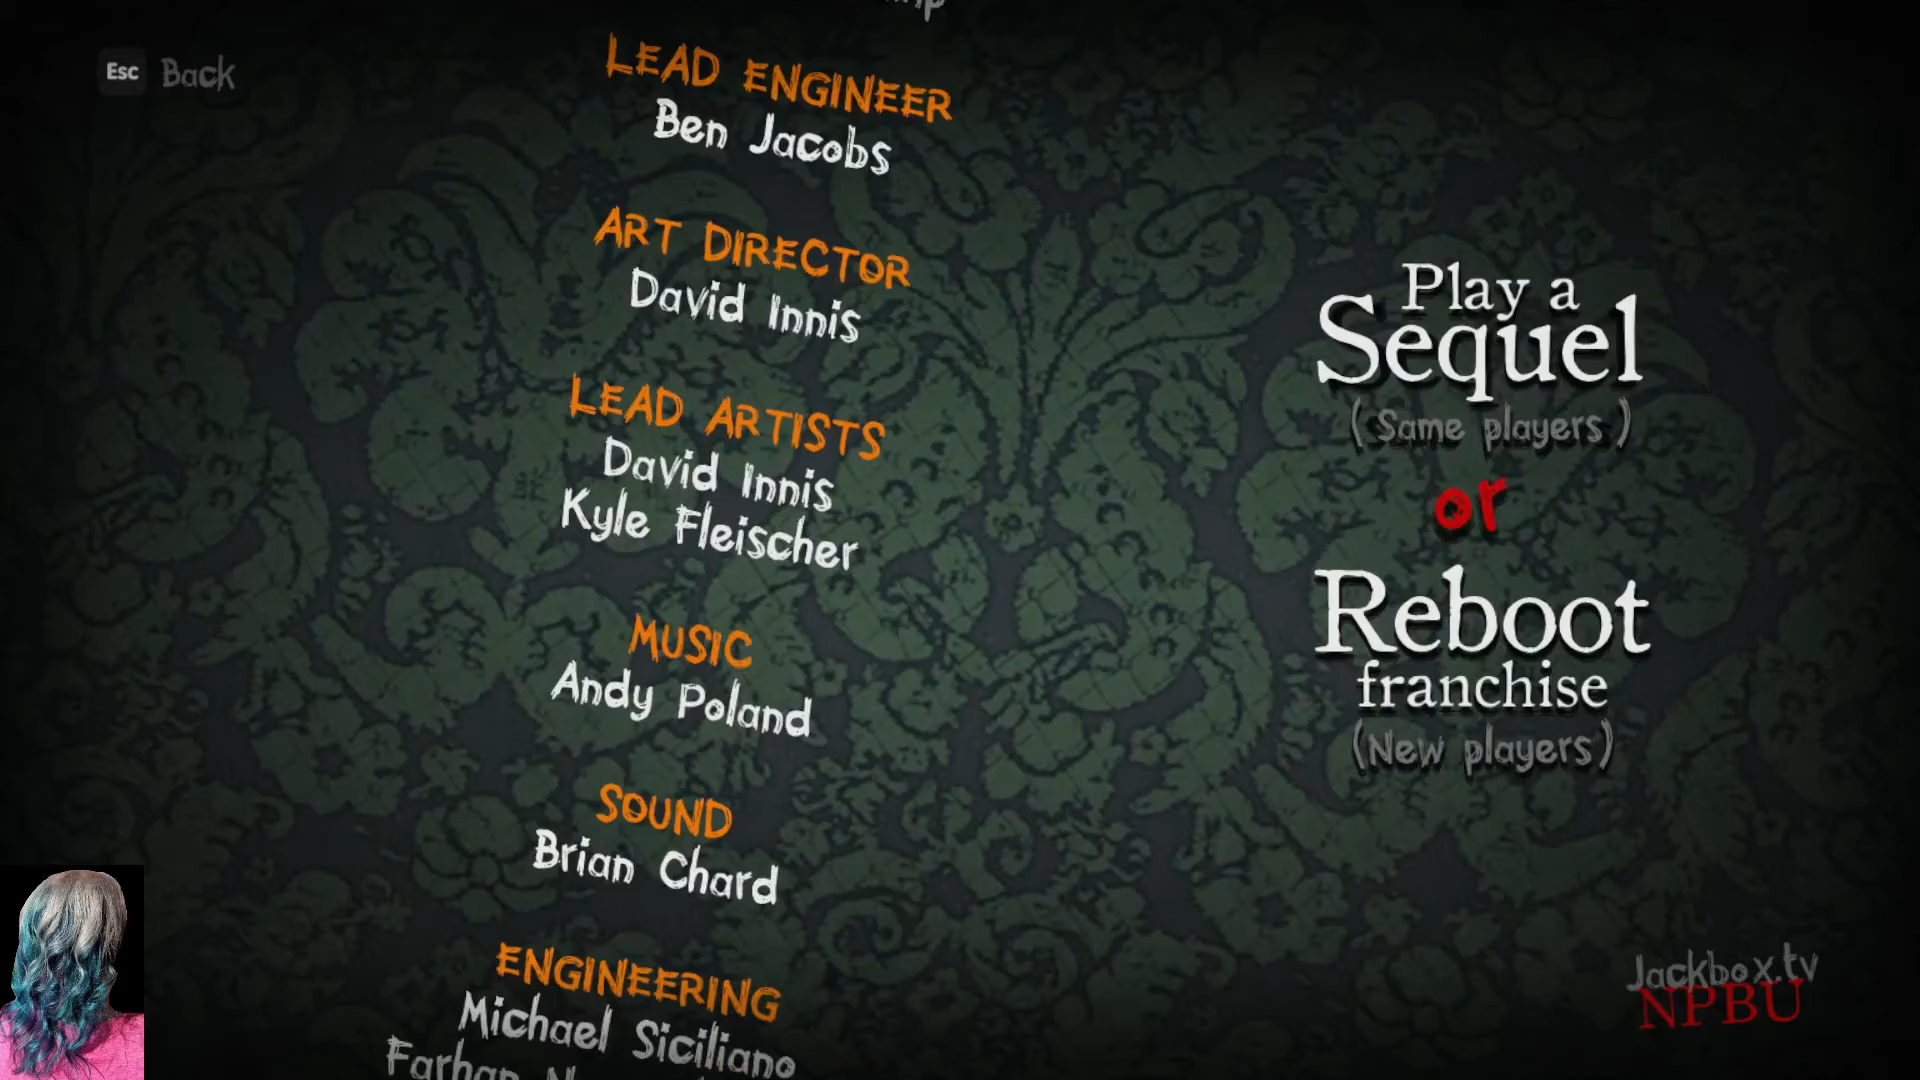 Esc Back
LEAD ENGINEER
Ben Jacobs
ART DIRECTOR
David Innis
LEAD ARTISTS
David Innis
Kyle Fleischer
MUSIC
Andy Poland
SOUND
Brian Chard
ENGINEERING
Michael Siciliano
Farhan
Play a
Sequel
(Same players)
or
Reboot
franchise
(New players)
Jackbox.tv
NPBU